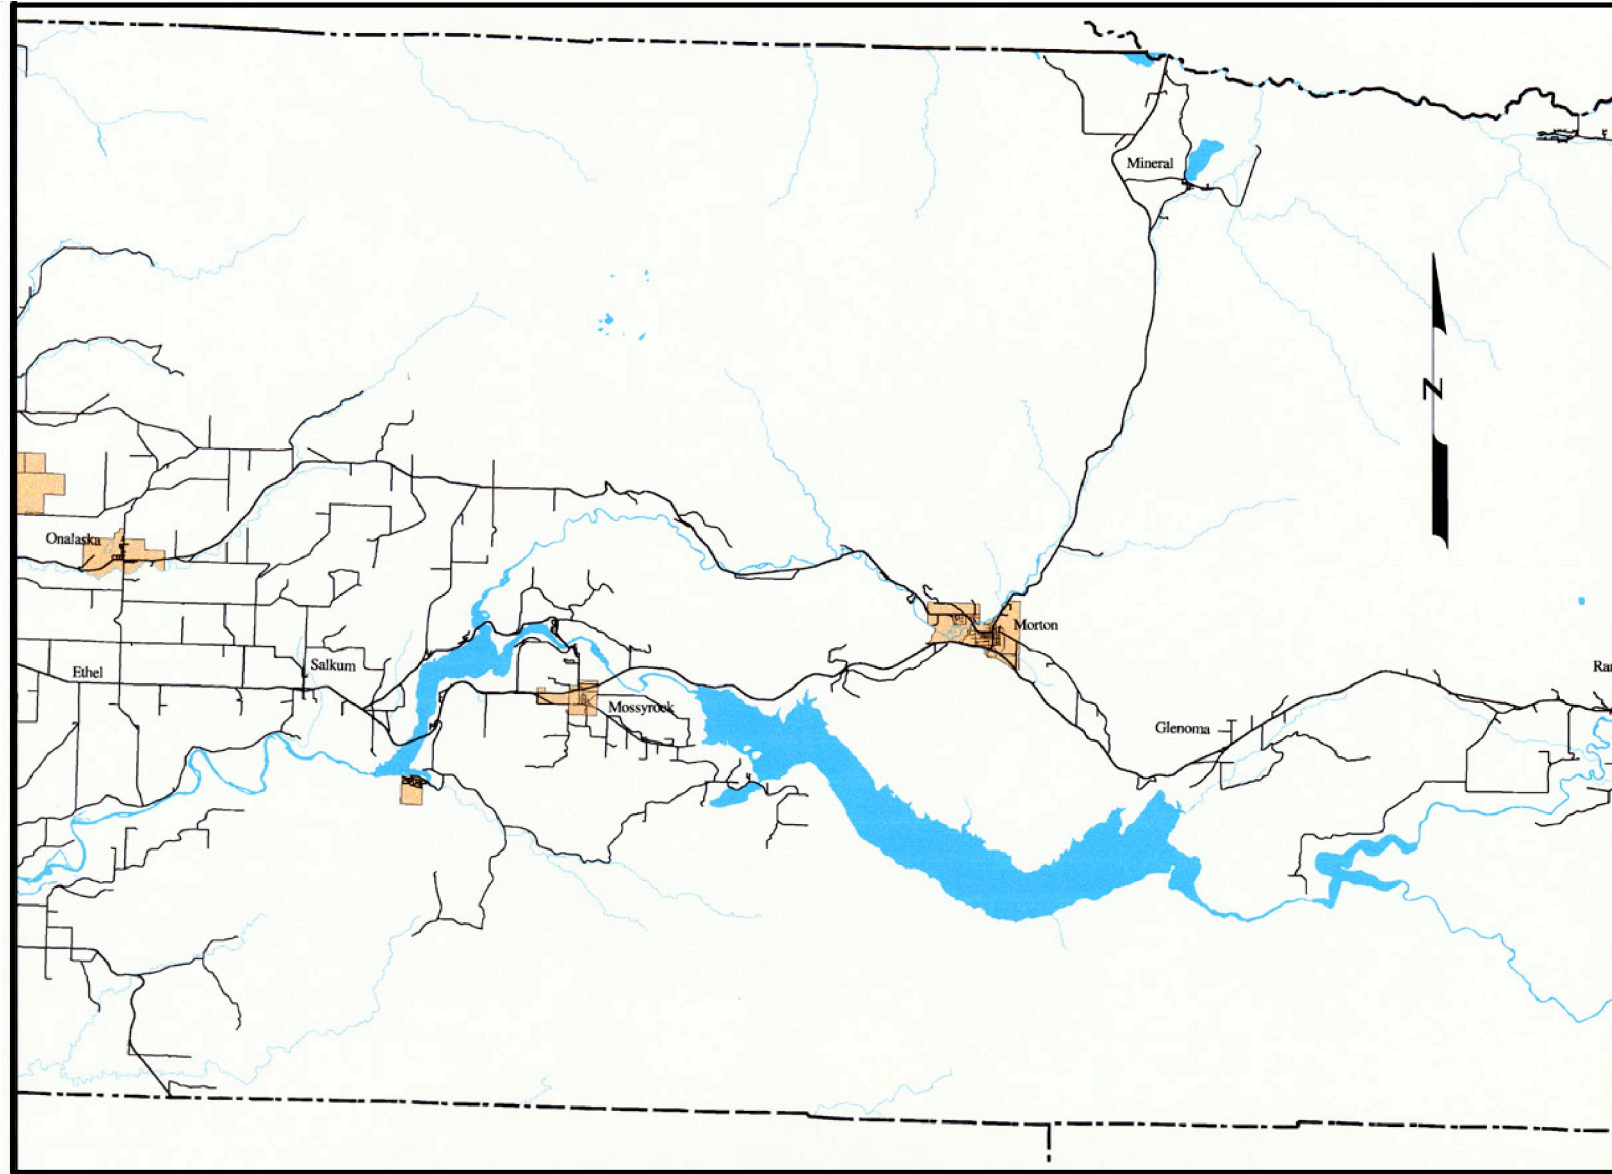 Mineral
N
Onalaska
Morton
Salkum
Ethel
Mossyrock
Glenoma